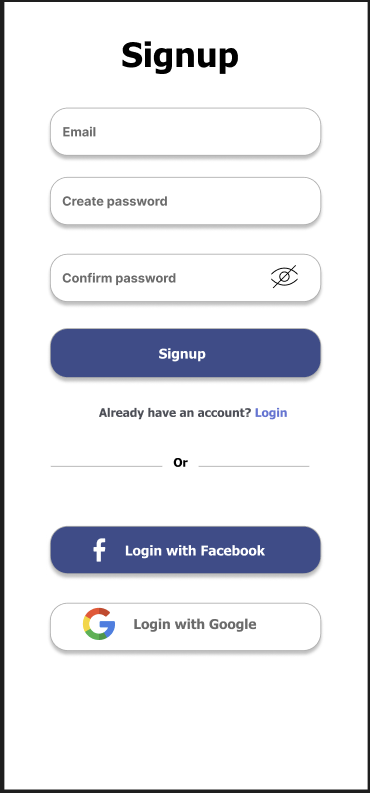 Signup
Email
Create password
Confirm password
Signup
Already have an account? Login
Or
Login with Facebook
Login with Google